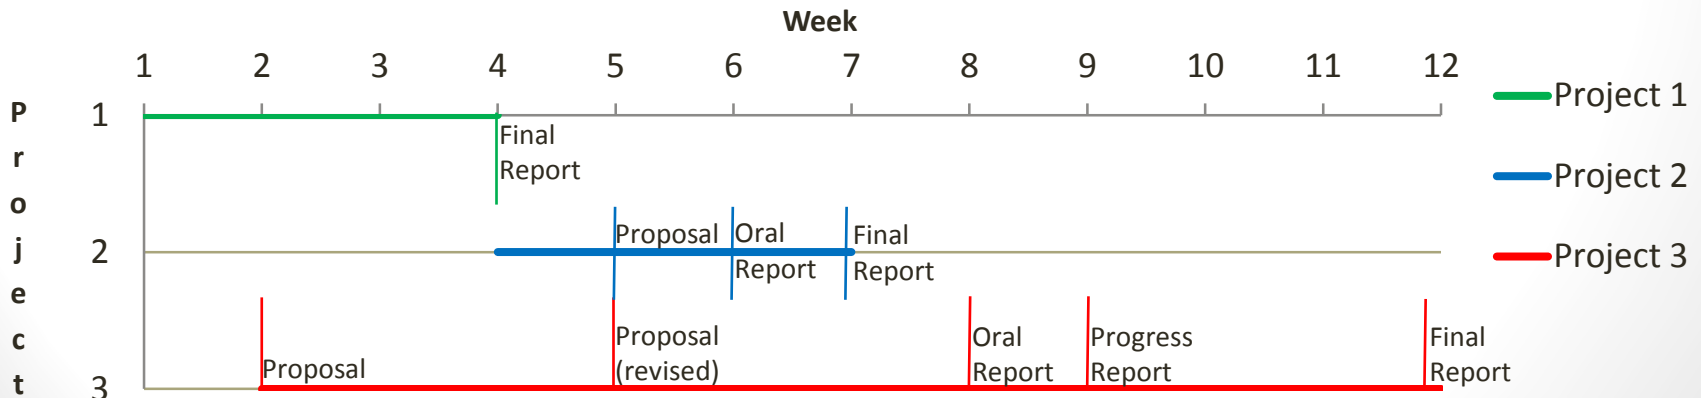 Week
1 2 3 4 5 6 7 8 9 10 11 12
Project
1
Final
Report
2
Proposal
Oral
Report
Final
Report
3
Proposal
Proposal
(revised)
Oral
Report
Progress
Report
Final
Report
Project 1
Project 2
Project 3